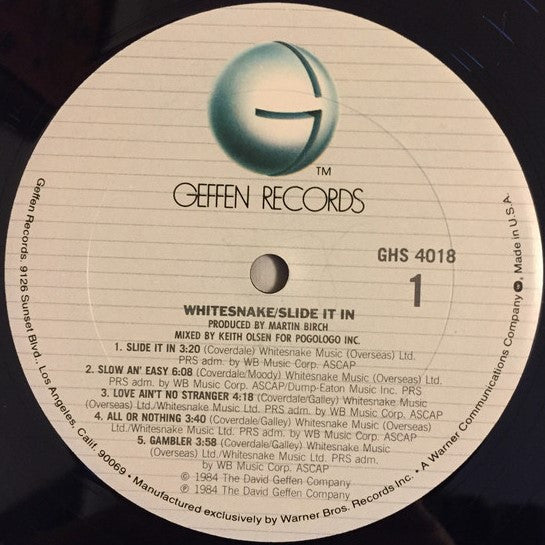 TM
GEFFEN RECORDS
GHS 4018
1
WHITESNAKE/SLIDE IT IN
PRODUCED BY MARTIN BIRCH
MIXED BY KEITH OLSEN FOR POGOLOGO INC.
1. SLIDE IT IN 3:20 (Coverdale) Whitesnake Music (Overseas) Ltd.
PRS adm. by WB Music Corp. ASCAP
2. SLOW AN' EASY 6:08 (Coverdale/Moody) Whitesnake Music (Overseas) Ltd.
PRS adm. by WB Music Corp. ASCAP/Dump-Eaton Music Inc. PRS
3. LOVE AIN'T NO STRANGER 4:18 (Coverdale/Galley) Whitesnake Music
(Overseas) Ltd./Whitesnake Music Ltd. PRS adm. by WB Music Corp. ASCAP
4. ALL OR NOTHING 3:40 (Coverdale/Galley) Whitesnake Music (Overseas)
Ltd./Whitesnake Music Ltd. PRS adm. by WB Music Corp. ASCAP
5. GAMBLER 3:58 (Coverdale/Galley) Whitesnake Music
(Overseas) Ltd./Whitesnake Music Ltd. PRS adm.
by WB Music Corp. ASCAP
© 1984 The David Geffen Company
℗ 1984 The David Geffen Company
Geffen Records, 9126 Sunset Blvd., Los Angeles, Calif. 90069 • Manufactured exclusively by Warner Bros. Records Inc. • A Warner Communications Company, Made in U.S.A.